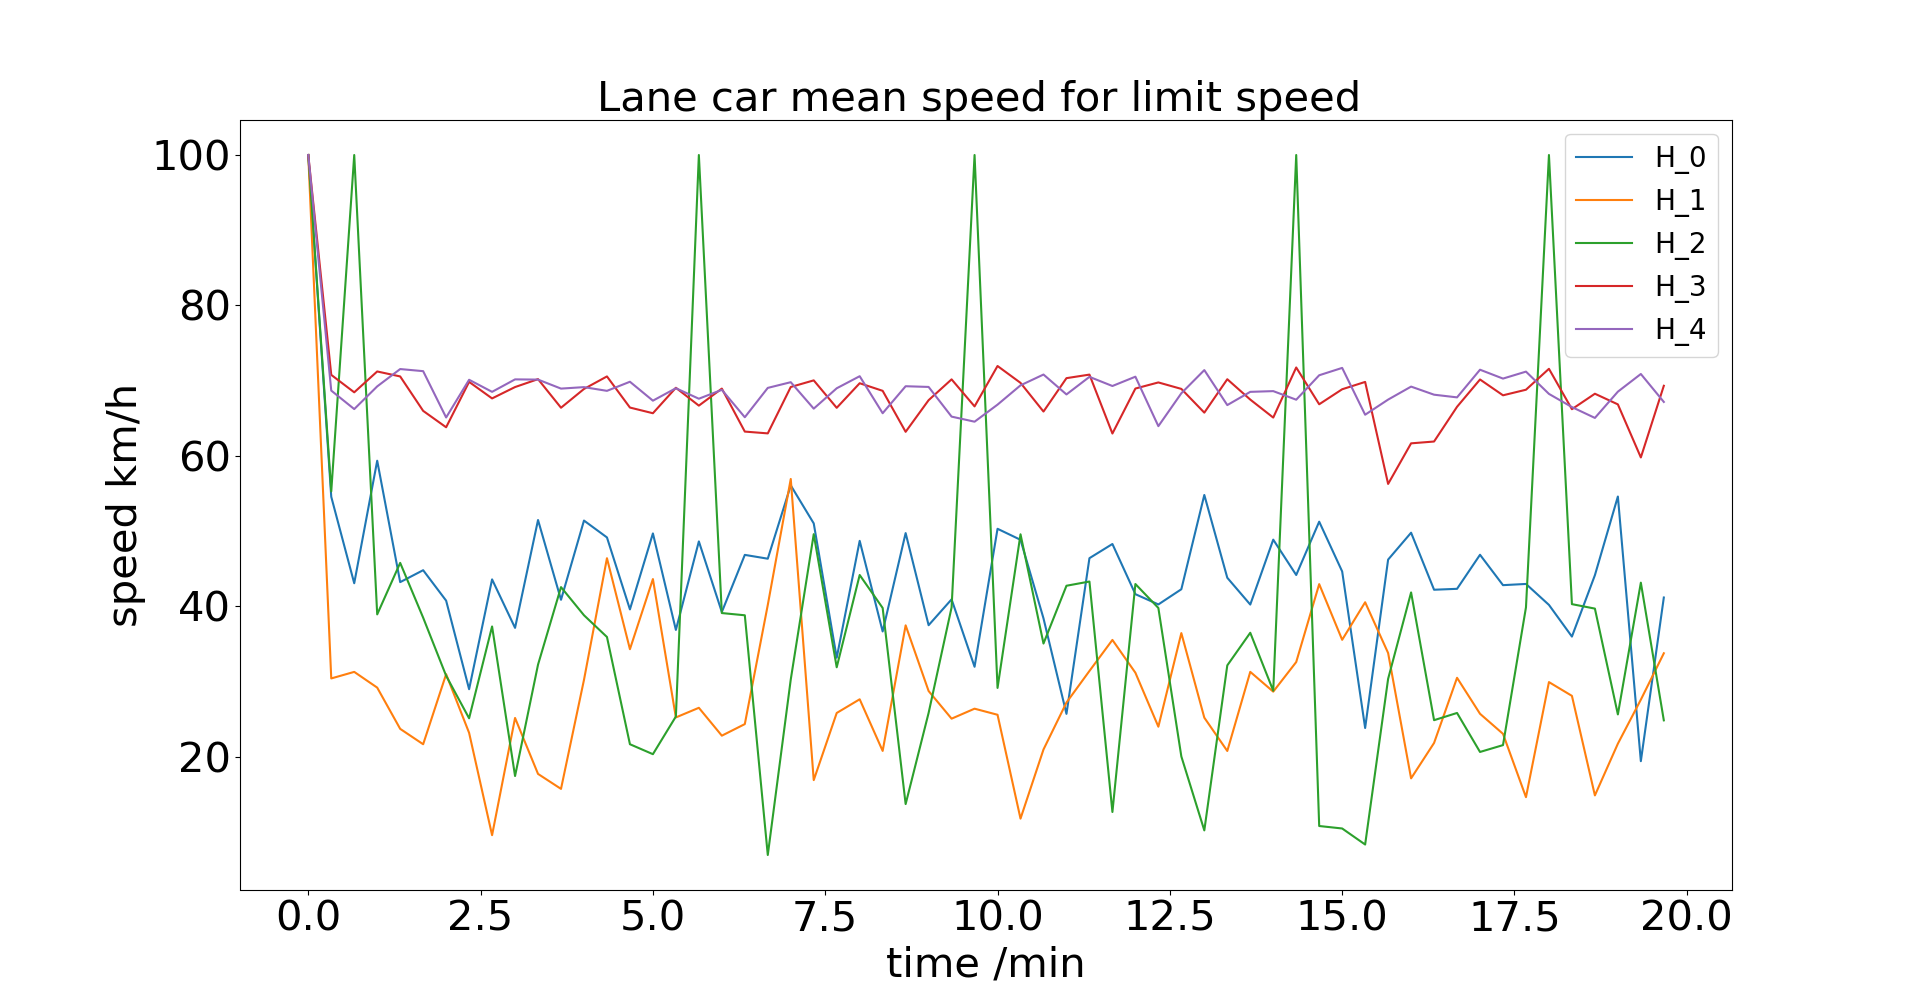 Lane car mean speed for limit speed
H_0
H_1
H_2
H_3
H_4
speed km/h
100
80
60
40
20
0.0 2.5 5.0 7.5 10.0 12.5 15.0 17.5 20.0
time /min